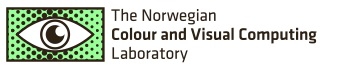 The Norwegian
Colour and Visual Computing
Laboratory